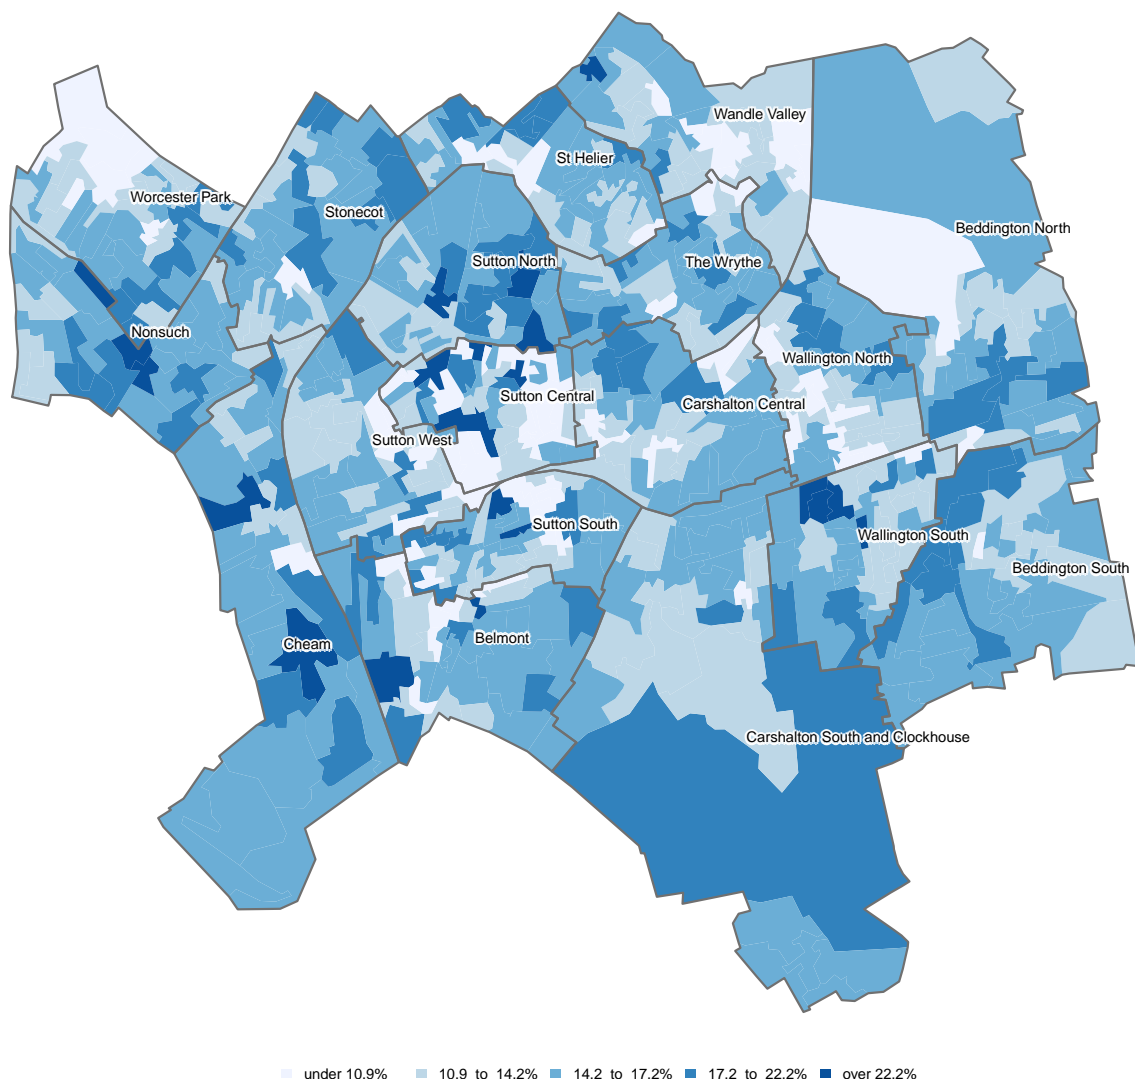 Wandle Valley
St Helier
Worcester Park
Stonecot
Beddington North
Sutton North
The Wrythe
Nonsuch
Wallington North
Sutton Central
Carshalton Central
Sutton West
Sutton South
Wallington South
Beddington South
Cheam
Belmont
Carshalton South and Clockhouse
under 10.9% 10.9 to 14.2% 14.2 to 17.2% 17.2 to 22.2% over 22.2%